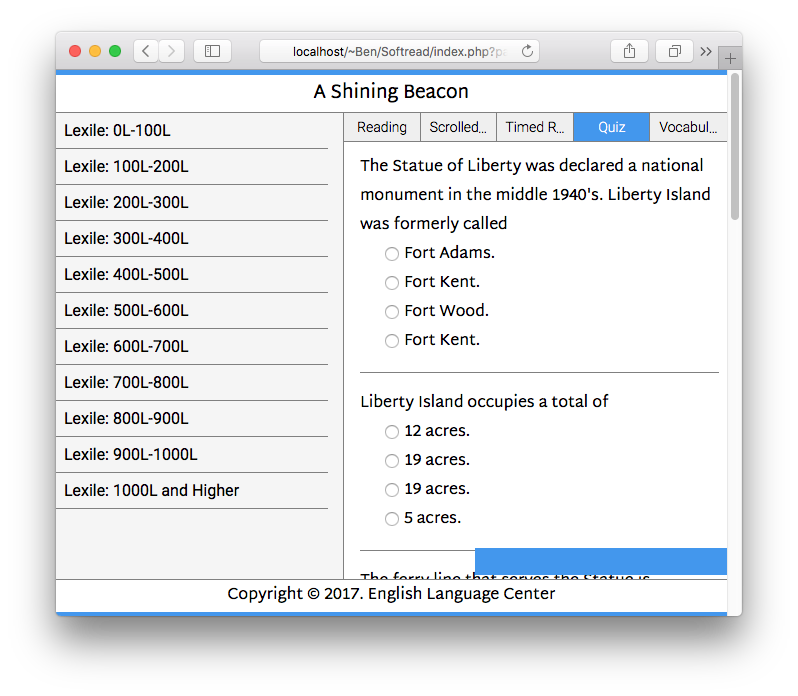 localhost/~Ben/Softread/index.php?pa
A Shining Beacon
Lexile: 0L-100L
Lexile: 100L-200L
Lexile: 200L-300L
Lexile: 300L-400L
Lexile: 400L-500L
Lexile: 500L-600L
Lexile: 600L-700L
Lexile: 700L-800L
Lexile: 800L-900L
Lexile: 900L-1000L
Lexile: 1000L and Higher
Reading Scrolled... Timed R... Quiz Vocabul...
The Statue of Liberty was declared a national
monument in the middle 1940's. Liberty Island
was formerly called
Fort Adams.
Fort Kent.
Fort Wood.
Fort Kent.
Liberty Island occupies a total of
12 acres.
19 acres.
19 acres.
5 acres.
The ferry line that serves the Statue is
Copyright © 2017. English Language Center